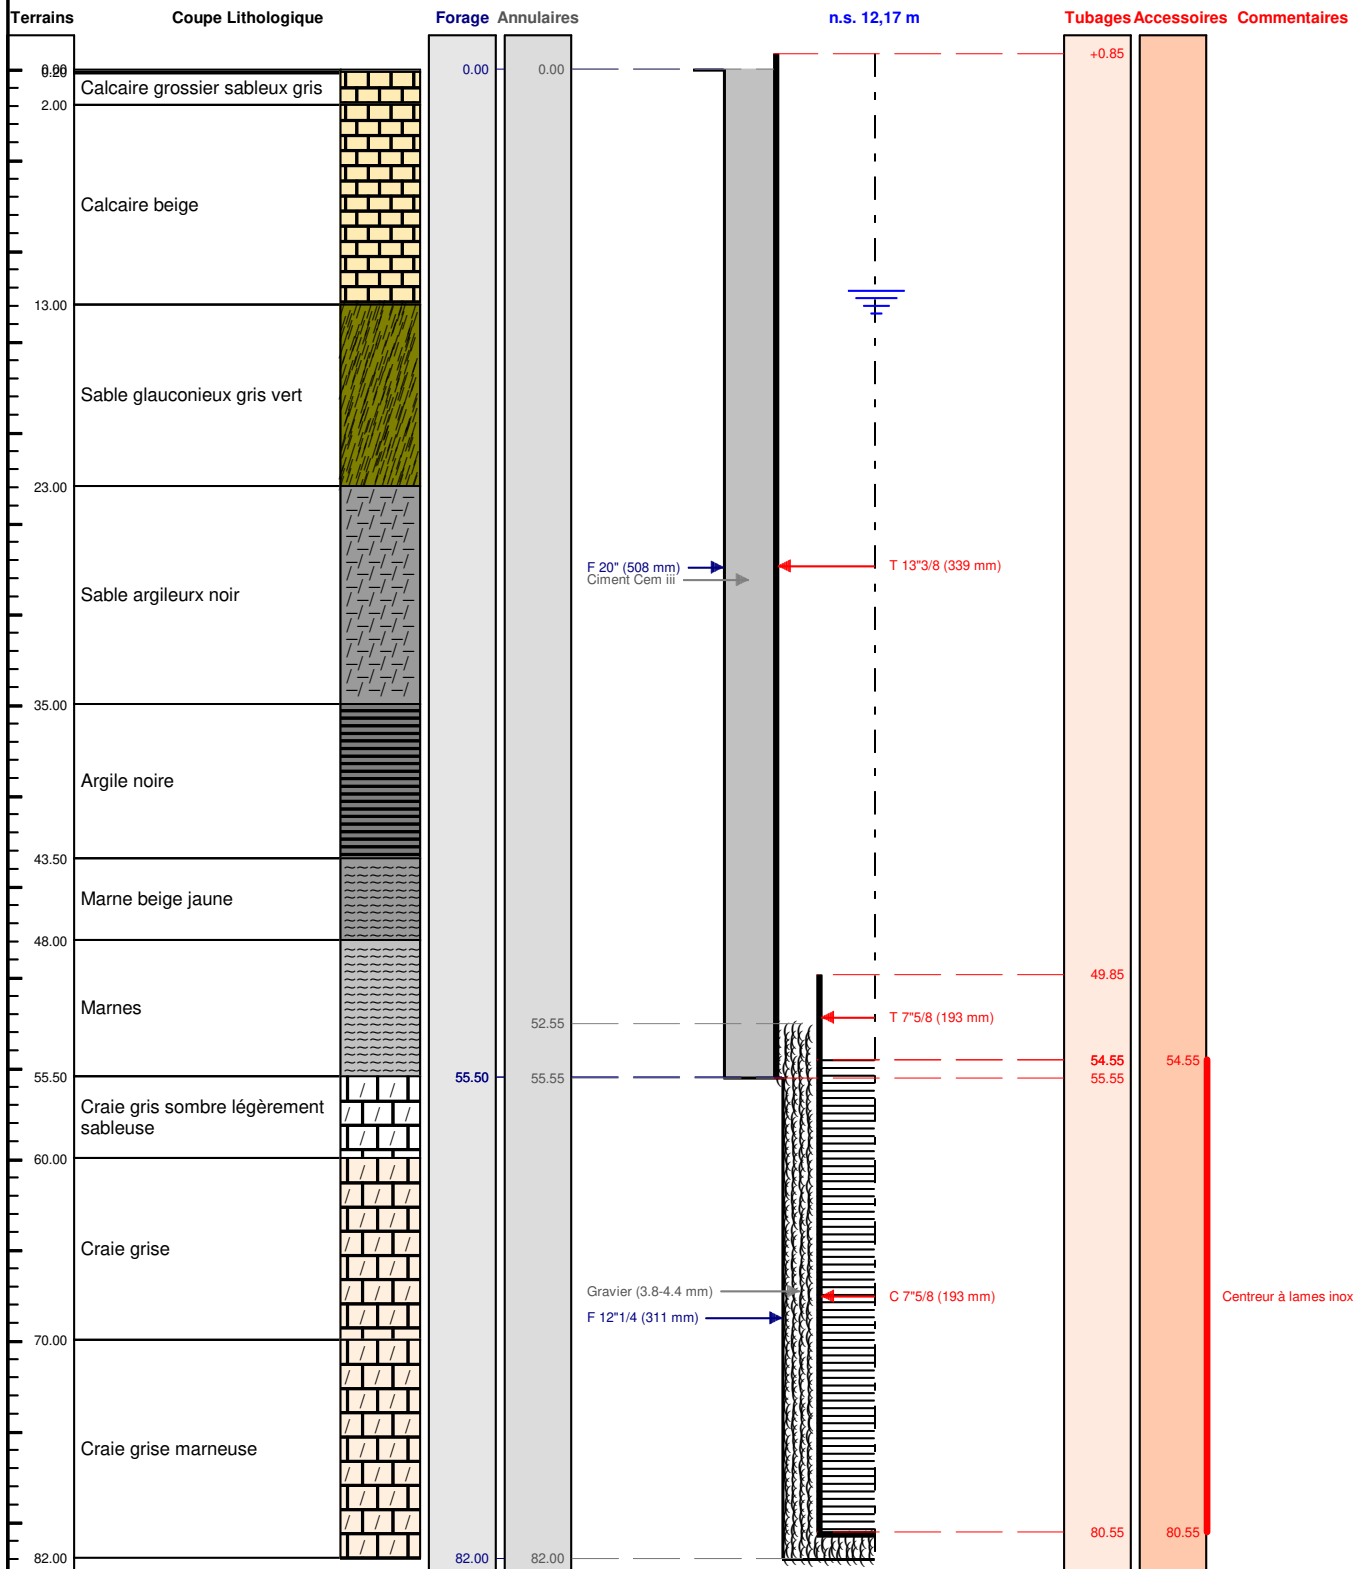 Terrains Coupe Lithologique Forage Annulaires n.s. 12,17 m Tubages Accessoires Commentaires
+0.85
0.00 0.00 0.00
0.20
Calcaire grossier sableux gris
2.00
Calcaire beige
13.00
Sable glauconieux gris vert
23.00
F 20" (508 mm) T 13"3/8 (339 mm)
Ciment Cem iii
Sable argileurx noir
35.00
Argile noire
43.50
Marne beige jaune
48.00
49.85
Marnes
T 7"5/8 (193 mm)
52.55
54.55 54.55
55.50 55.50 55.55 55.55
Craie gris sombre légèrement
sableuse
60.00
Craie grise
Gravier (3.8-4.4 mm) C 7"5/8 (193 mm) Centreur à lames inox
F 12"1/4 (311 mm)
70.00
Craie grise marneuse
80.55 80.55
82.00 82.00 82.00